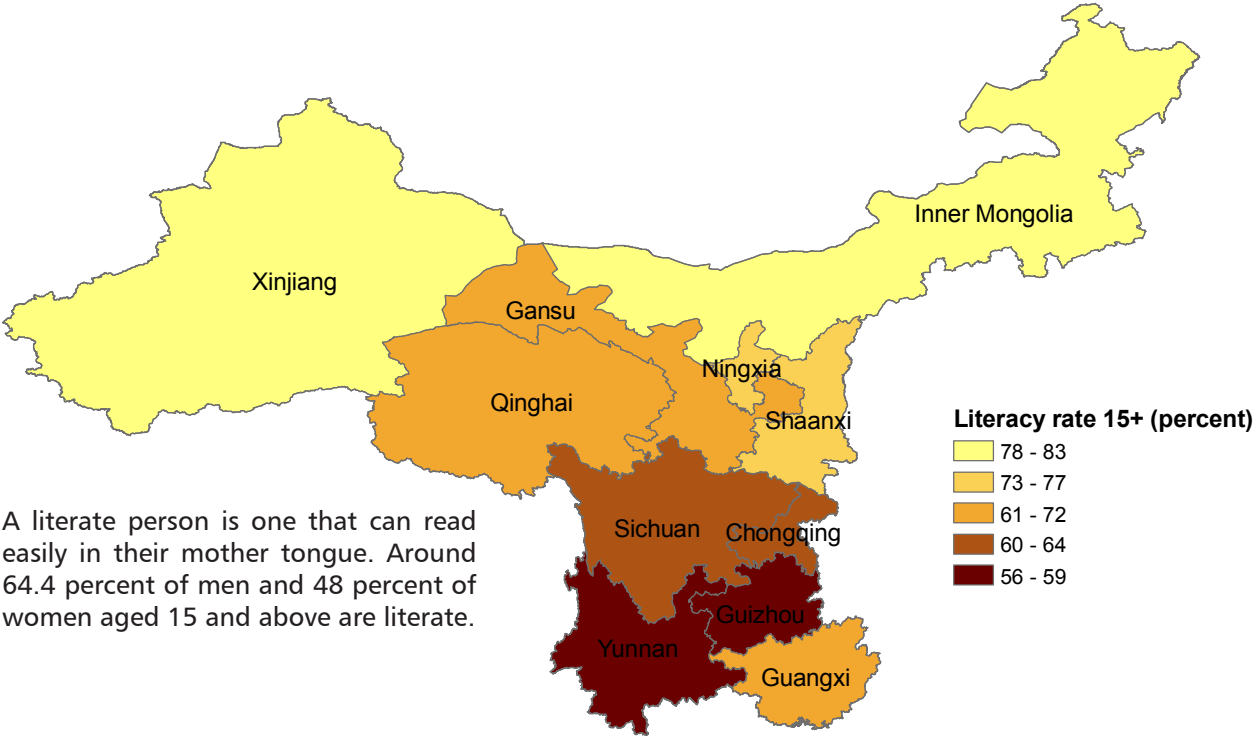 Inner Mongolia
Xinjiang
Gansu
Ningxia
Qinghai
Shaanxi
Literacy rate 15+ (percent)
78 - 83
73 - 77
61 - 72
60 - 64
56 - 59
A literate person is one that can read
easily in their mother tongue. Around
64.4 percent of men and 48 percent of
women aged 15 and above are literate.
Sichuan
Chongqing
Guizhou
Yunnan
Guangxi